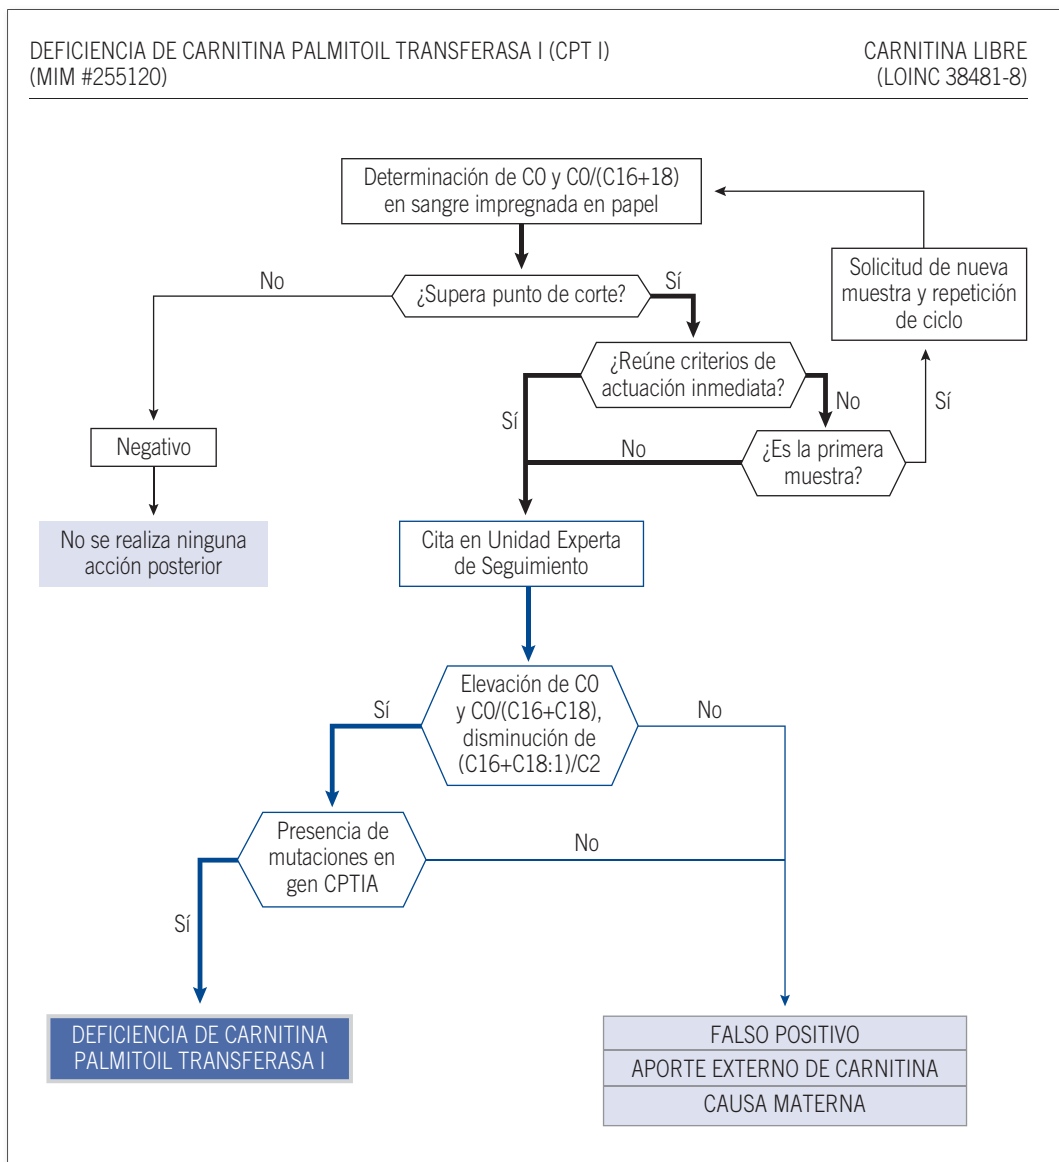 DEFICIENCIA DE CARNITINA PALMITOIL TRANSFERASA I (CPT I)
(MIM #255120)
CARNITINA LIBRE
(LOINC 38481-8)
Determinación de C0 y C0/(C16+18)
en sangre impregnada en papel
Solicitud de nueva
muestra y repetición
de ciclo
No
¿Supera punto de corte?
Sí
¿Reúne criterios de
actuación inmediata?
Sí
No
Sí
Negativo
No
¿Es la primera
muestra?
No se realiza ninguna
acción posterior
Cita en Unidad Experta
de Seguimiento
Sí
Elevación de C0
y C0/(C16+C18),
disminución de
(C16+C18:1)/C2
No
Presencia de
mutaciones en
gen CPTIA
No
Sí
DEFICIENCIA DE CARNITINA
PALMITOIL TRANSFERASA I
FALSO POSITIVO
APORTE EXTERNO DE CARNITINA
CAUSA MATERNA